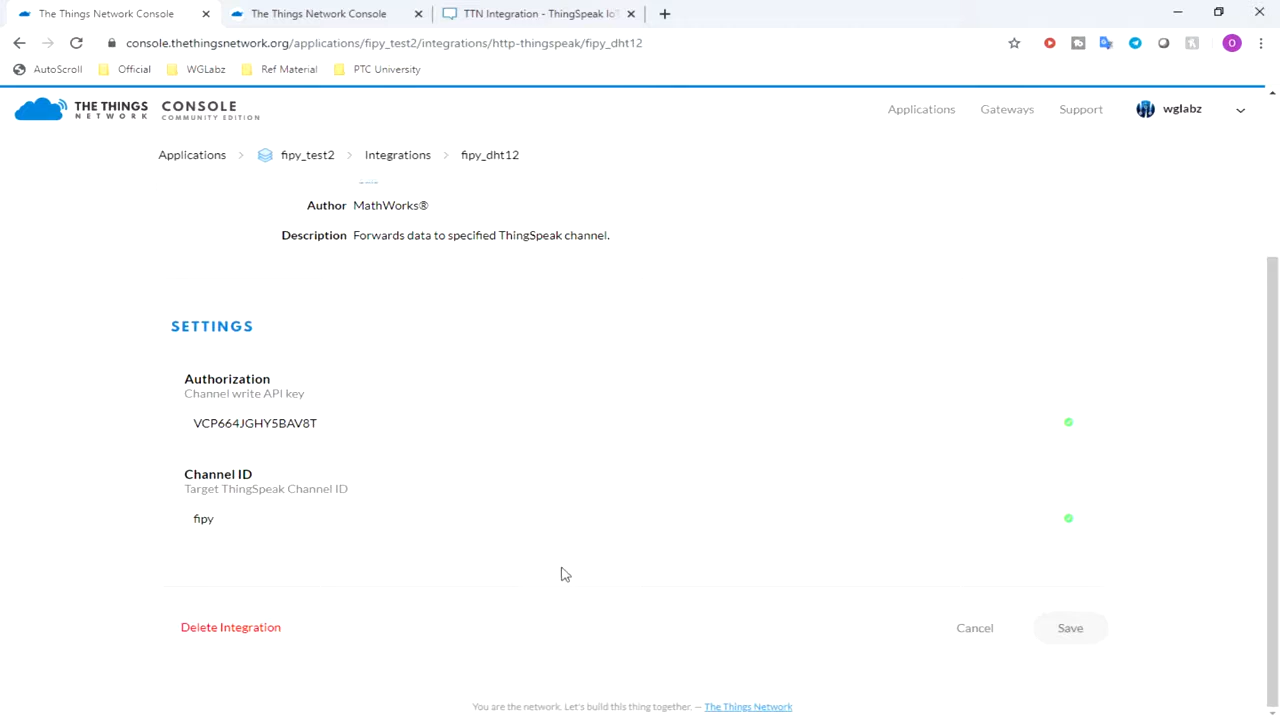 The Things Network Console
The Things Network Console
TTN Integration - ThingSpeak Io
console.thethingsnetwork.org/applications/fipy_test2/integrations/http-thingspeak/fipy_dht12
AutoScroll Official WGLabz Ref Material PTC University
THE THINGS NETWORK
CONSOLE
COMMUNITY EDITION
Applications Gateways Support wglabz
Applications > fipy_test2 > Integrations > fipy_dht12
Author MathWorks®
Description Forwards data to specified ThingSpeak channel.
SETTINGS
Authorization
Channel write API key
VCP664JGHY5BAV8T
Channel ID
Target ThingSpeak Channel ID
fipy
Delete Integration Cancel Save
You are the network. Let's build this thing together. — The Things Network